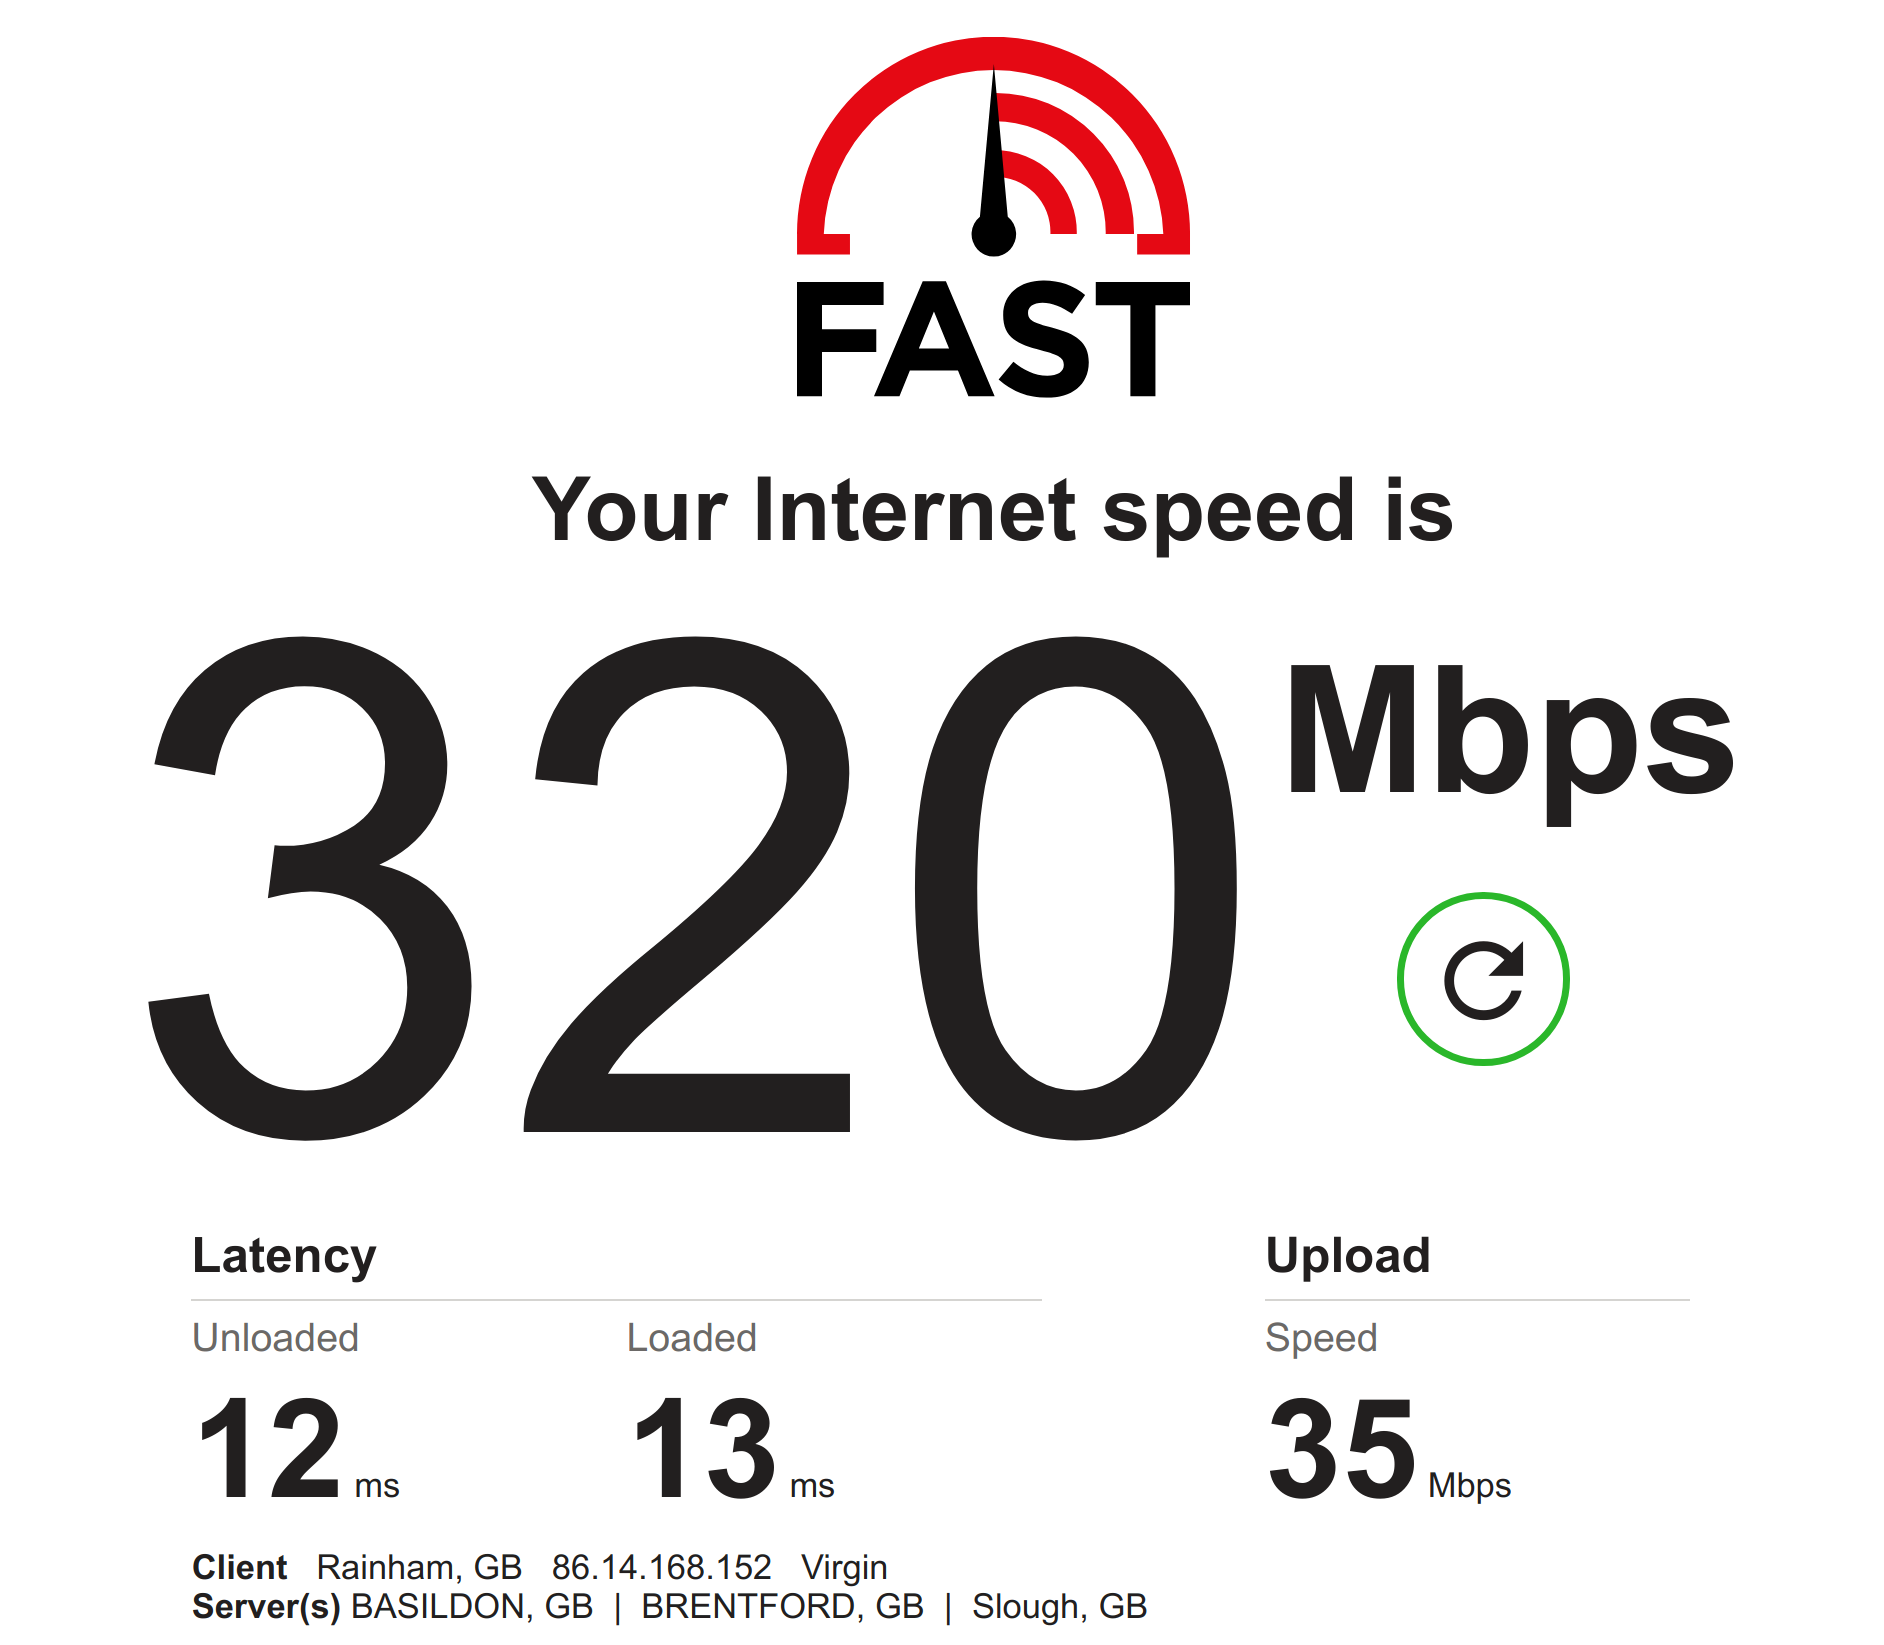 FAST
Your Internet speed is
320 Mbps
Latency
Upload
Unloaded
Loaded
Speed
12 ms
13 ms
35 Mbps
Client Rainham, GB 86.14.168.152 Virgin
Server(s) BASILDON, GB | BRENTFORD, GB | Slough, GB